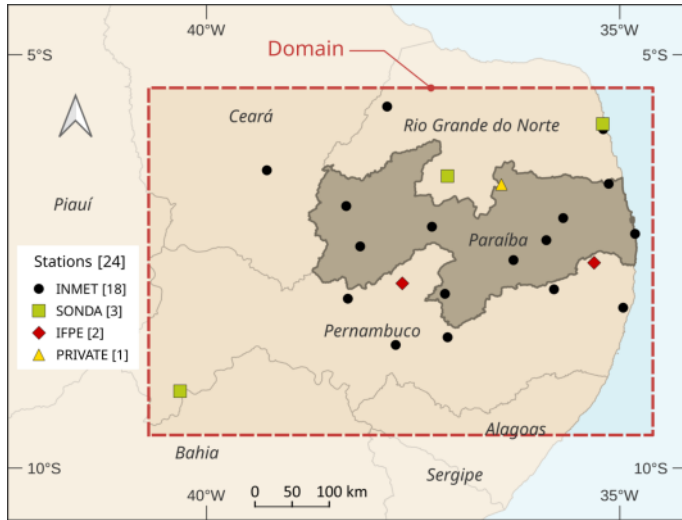 40°W
35°W
5°S
5°S
Domain
Ceará
Rio Grande do Norte
Piauí
Paraíba
Stations [24]
INMET [18]
SONDA [3]
IFPE [2]
PRIVATE [1]
Pernambuco
Alagoas
Bahia
Sergipe
10°S
10°S
40°W
0 50 100 km
35°W